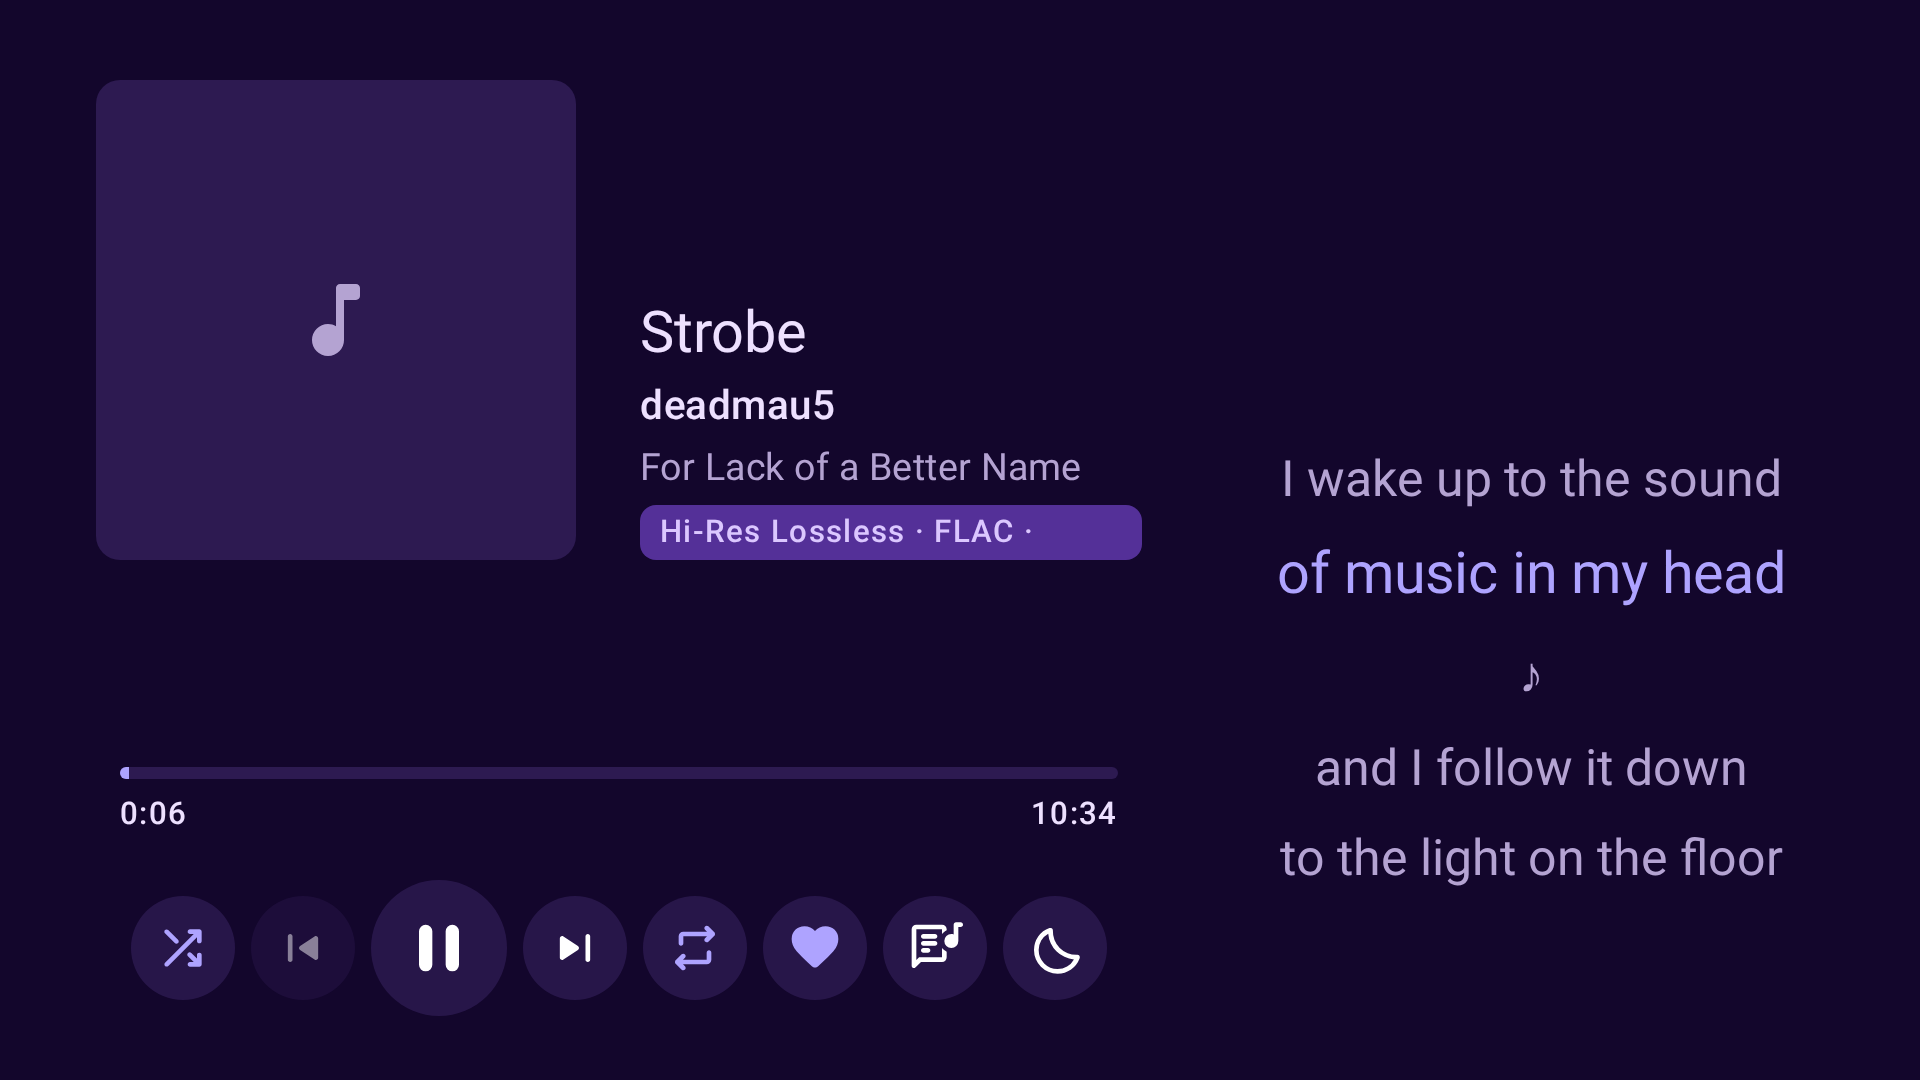 Strobe
deadmau5
For Lack of a Better Name
Hi-Res Lossless · FLAC ·
0:06
10:34
I wake up to the sound
of music in my head
♪
and I follow it down
to the light on the floor